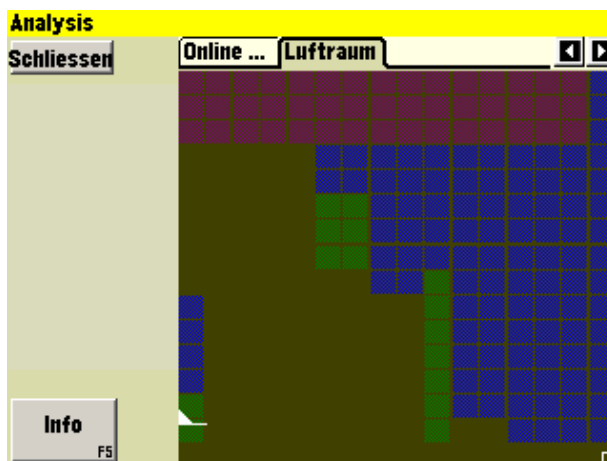 Analysis
Schliessen
Online ...
Luftraum
Info
F5